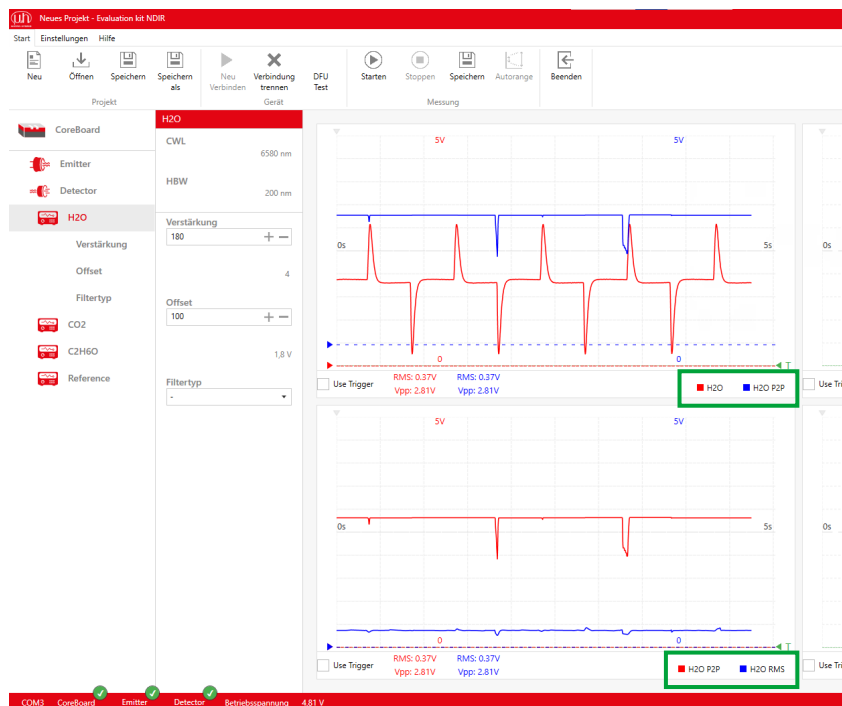 Neues Projekt - Evaluation kit NDIR
Start Einstellungen Hilfe
Neu Öffnen Speichern Speichern als Neu Verbinden Verbindung trennen DFU Test Starten Stoppen Speichern Autorange Beenden
Projekt Gerät Messung
CoreBoard
Emitter
Detector
H2O
Verstärkung
Offset
Filtertyp
CO2
C2H6O
Reference
H2O
CWL
6580 nm
HBW
200 nm
Verstärkung
180 + −
4
Offset
100 + −
1,8 V
Filtertyp
-
5V 5V
0s 5s
0 0
T
Use Trigger RMS: 0.37V RMS: 0.37V
Vpp: 2.81V Vpp: 2.81V
H2O H2O P2P
5V 5V
0s 5s
0 0
T
Use Trigger RMS: 0.37V RMS: 0.37V
Vpp: 2.81V Vpp: 2.81V
H2O P2P H2O RMS
0s
Use Tri
0s
Use Tri
COM3 CoreBoard Emitter Detector Betriebsspannung 4,81 V